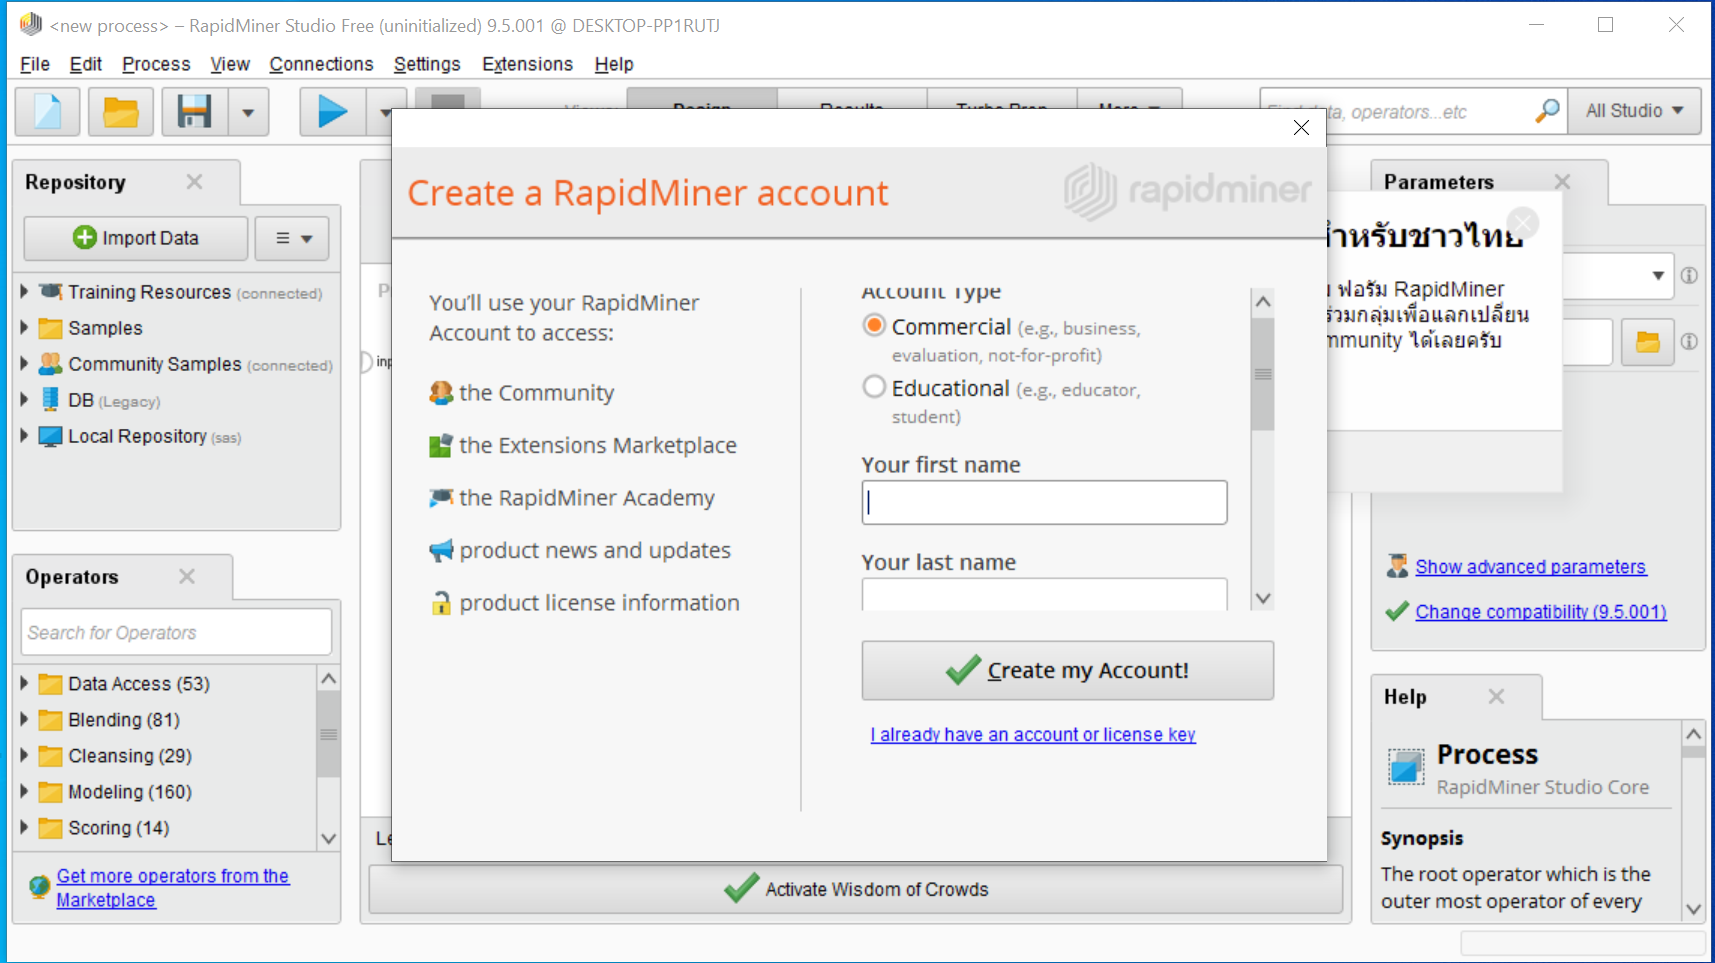 <new process> – RapidMiner Studio Free (uninitialized) 9.5.001 @ DESKTOP-PP1RUTJ
File Edit Process View Connections Settings Extensions Help
Design Results Turbo Prep More
ta, operators...etc
All Studio
Repository
Import Data
Training Resources (connected)
Samples
Community Samples (connected)
DB (Legacy)
Local Repository (sas)
Operators
Search for Operators
Data Access (53)
Blending (81)
Cleansing (29)
Modeling (160)
Scoring (14)
Get more operators from the
Marketplace
inp
Create a RapidMiner account
rapidminer
You'll use your RapidMiner
Account to access:
the Community
the Extensions Marketplace
the RapidMiner Academy
product news and updates
product license information
Account Type
Commercial (e.g., business,
evaluation, not-for-profit)
Educational (e.g., educator,
student)
Your first name
Your last name
Create my Account!
I already have an account or license key
Activate Wisdom of Crowds
Parameters
สำหรับชาวไทย
ฟอรัม RapidMiner
ร่วมกลุ่มเพื่อแลกเปลี่ยน
mmunity ได้เลยครับ
Show advanced parameters
Change compatibility (9.5.001)
Help
Process
RapidMiner Studio Core
Synopsis
The root operator which is the
outer most operator of every